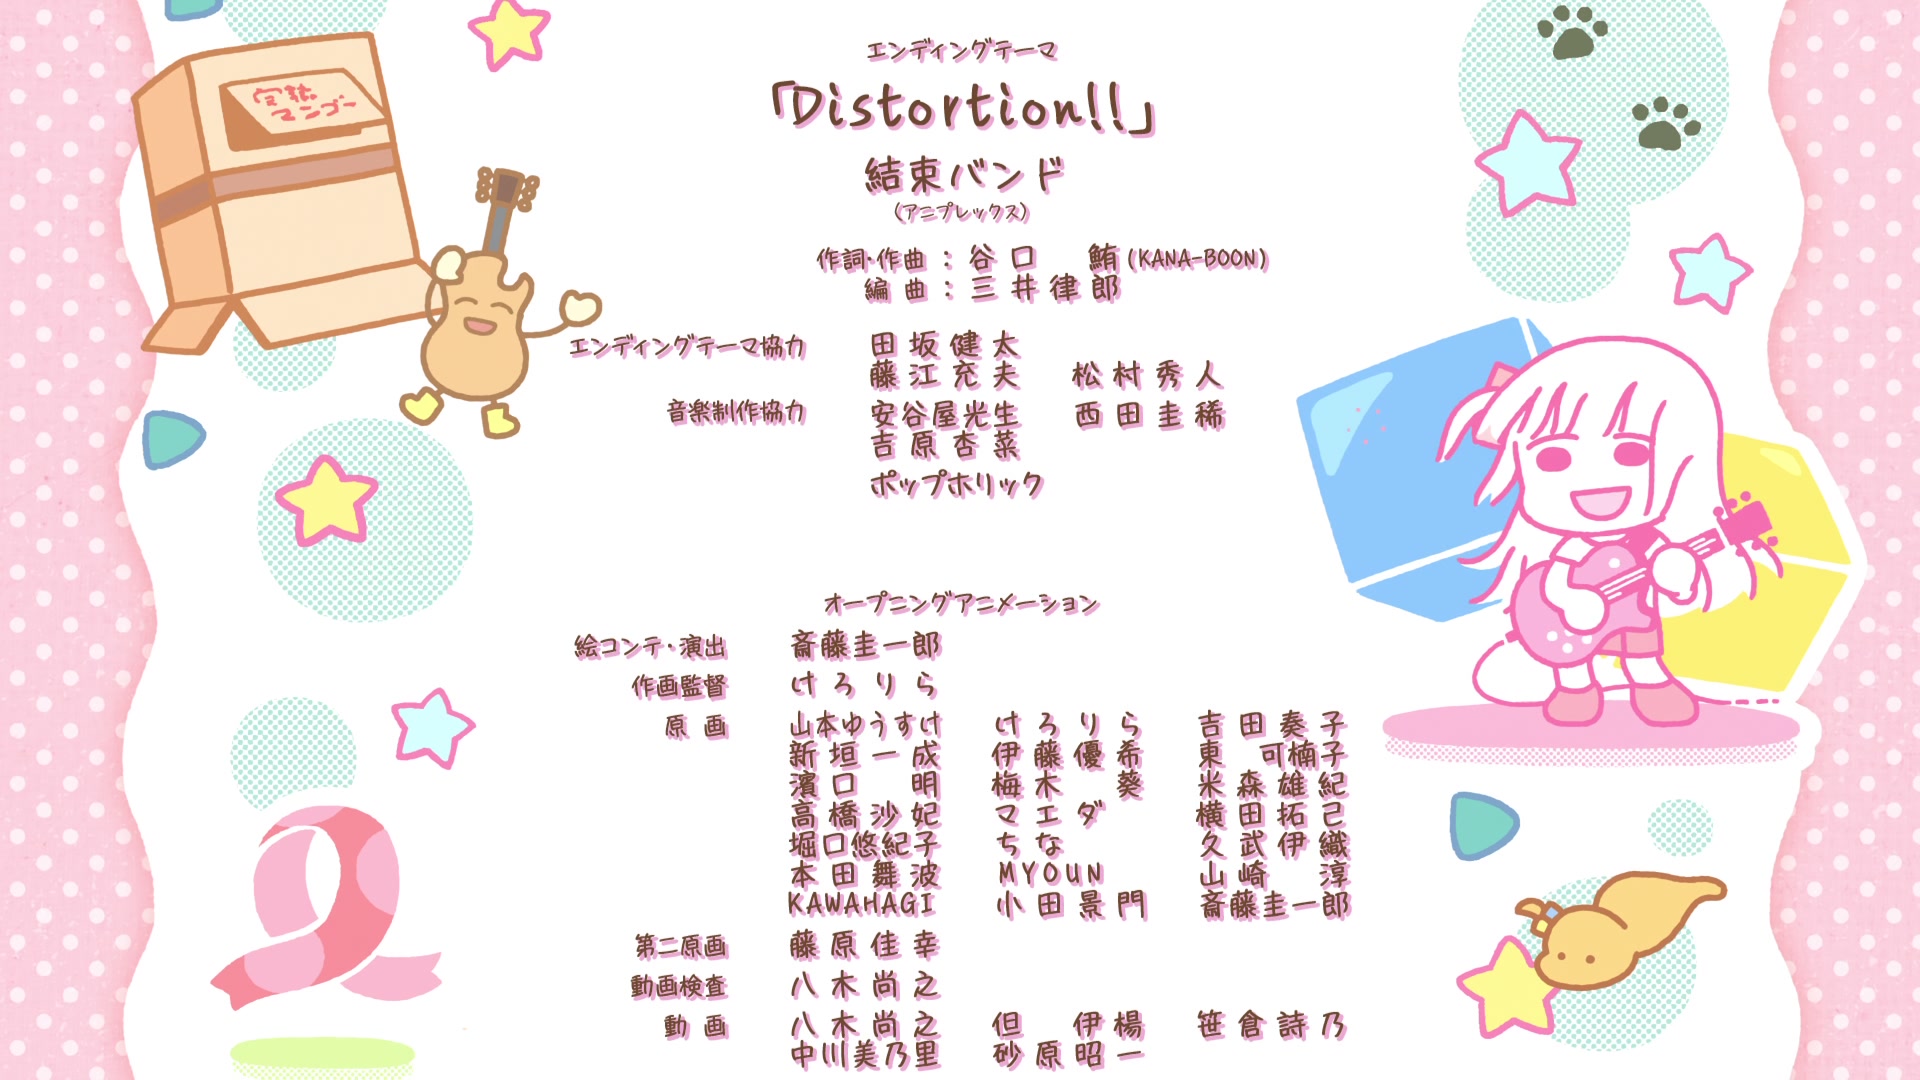 完熟
マンゴー
エンディングテーマ
「Distortion!!」
結束バンド
(アニプレックス)
作詞・作曲 : 谷口 鮪(KANA-BOON)
編曲 : 三井律郎
エンディングテーマ協力 田坂健太
藤江充夫 松村秀人
音楽制作協力 安谷屋光生 西田圭稀
吉原杏菜
ポップホリック
オープニングアニメーション
絵コンテ・演出 斎藤圭一郎
作画監督 けろりら
原画 山本ゆうすけ けろりら 吉田奏子
新垣一成 伊藤優希 東 可楠子
濱口 明 梅木 葵 米森雄紀
高橋沙妃 マエダ 横田拓己
堀口悠紀子 ちな 久武伊織
本田舞波 MYOUN 山崎 淳
KAWAHAGI 小田景門 斎藤圭一郎
第二原画 藤原佳幸
動画検査 八木尚之
動画 八木尚之 但 伊楊 笹倉詩乃
中川美乃里 砂原昭一